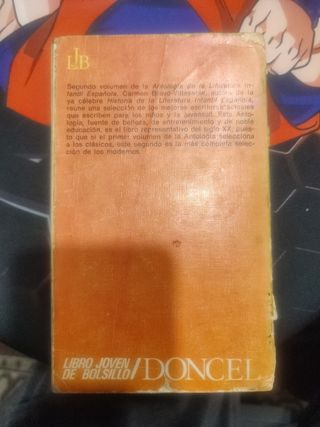 LJB
Segundo volumen de la Antología de la Literatura In-
fantil Española, Carmen Bravo-Villasante, autora de la
ya célebre Historia de la Literatura Infantil Española,
reúne una selección de los mejores escritores actuales
que escriben para los niños y la juventud. Esta Anto-
logía, fuente de belleza, de entretenimiento y de noble
educación, es el libro representativo del siglo XX, pues-
to que si el primer volumen de la Antología selecciona
a los clásicos, este segundo es la más completa selec-
ción de los modernos.
LIBRO JOVEN
DE BOLSILLO/DONCEL